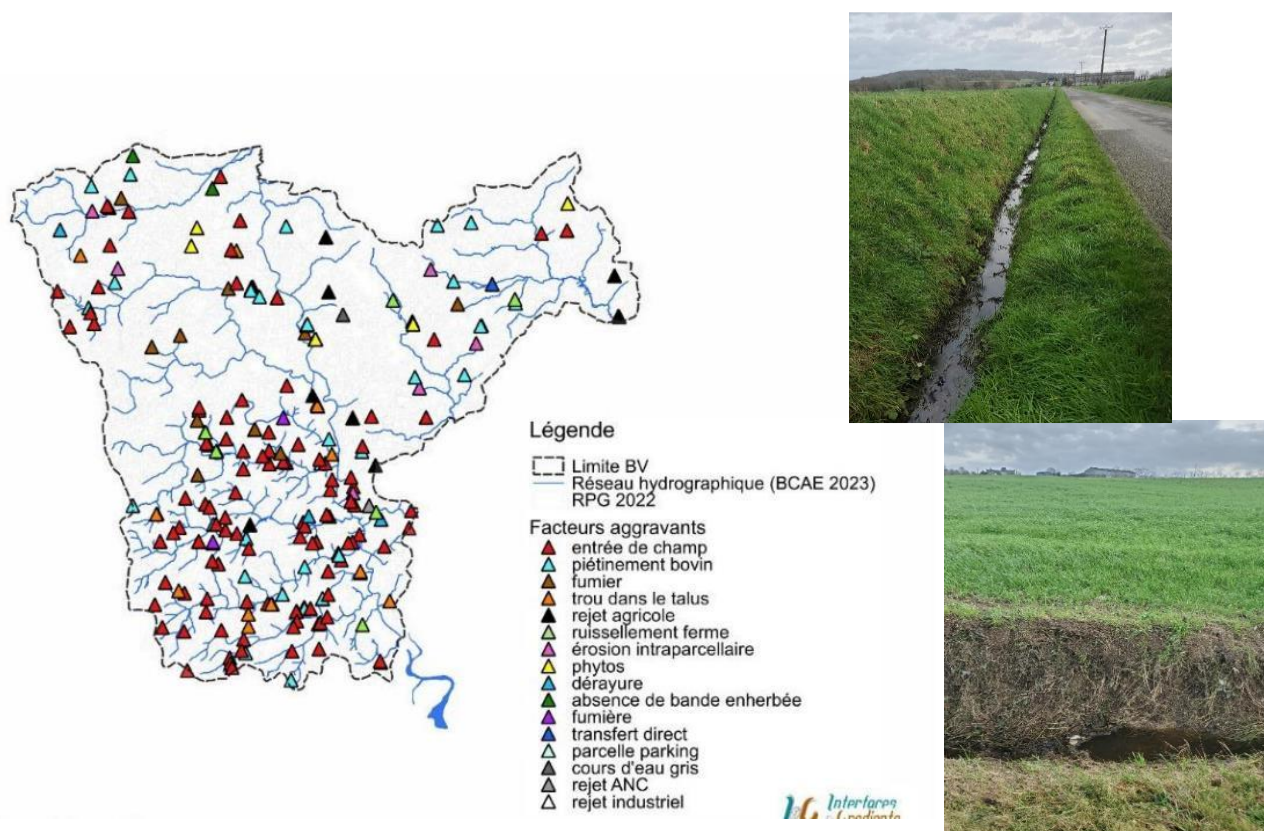 Légende
Limite BV
Réseau hydrographique (BCAE 2023)
RPG 2022
Facteurs aggravants
entrée de champ
piétinement bovin
fumier
trou dans le talus
rejet agricole
ruissellement ferme
érosion intraparcellaire
phytos
dérayure
absence de bande enherbée
fumière
transfert direct
parcelle parking
cours d'eau gris
rejet ANC
rejet industriel
Interfaces